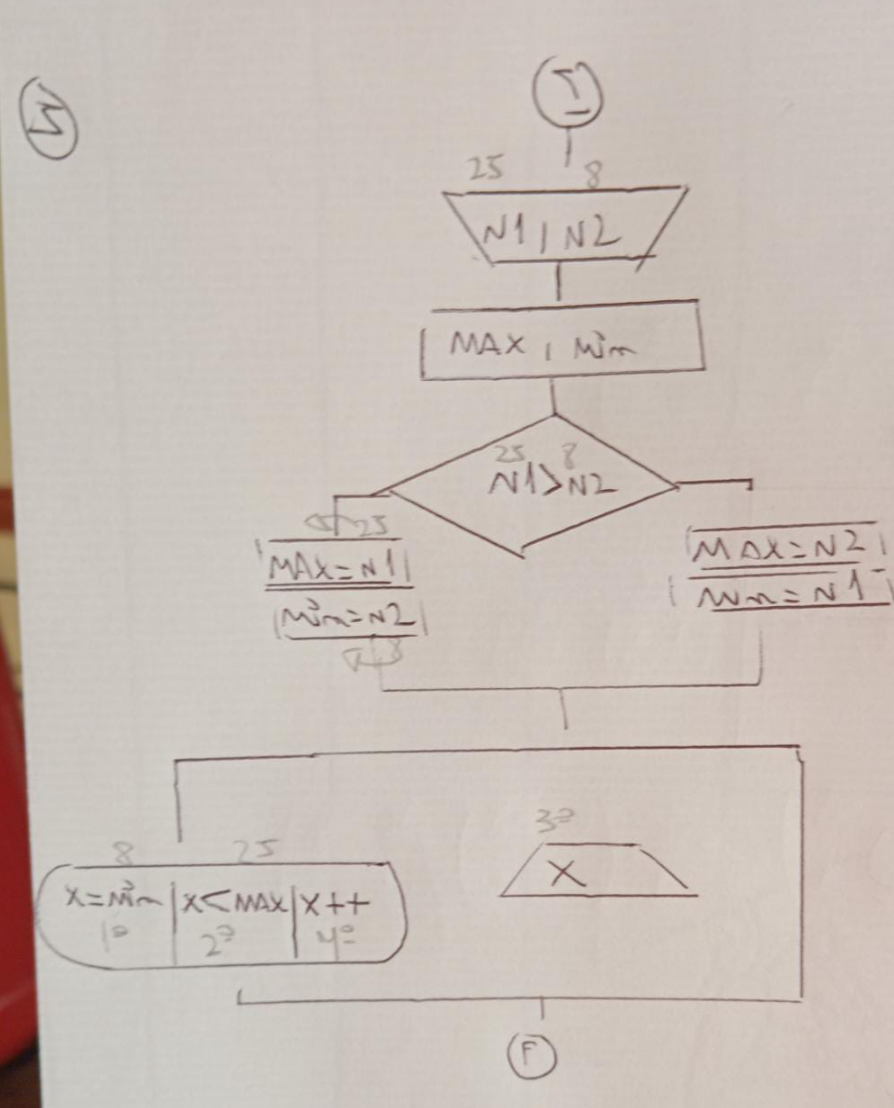 I
25 8
N1, N2
MAX, Min
25 8
N1>N2
25
MAX=N1
Min=N2
8
MAX=N2
Min=N1
8 25
X=Min | X<MAX | X++
1º 2º 4º
3º
X
F